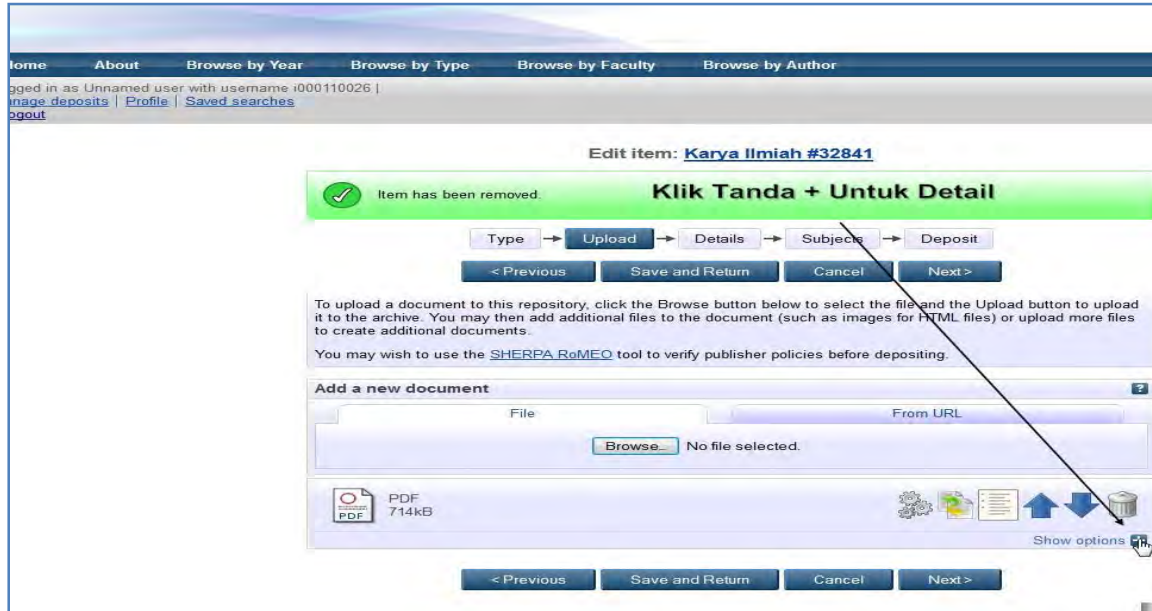 Home About Browse by Year Browse by Type Browse by Faculty Browse by Author
gged in as Unnamed user with username i000110026 |
nage deposits | Profile | Saved searches
ogout
Edit item: Karya Ilmiah #32841
Item has been removed.
Klik Tanda + Untuk Detail
Type Upload Details Subjects Deposit
< Previous Save and Return Cancel Next >
To upload a document to this repository, click the Browse button below to select the file and the Upload button to upload
it to the archive. You may then add additional files to the document (such as images for HTML files) or upload more files
to create additional documents.
You may wish to use the SHERPA RoMEO tool to verify publisher policies before depositing.
Add a new document ?
File From URL
Browse... No file selected.
PDF
PDF
714kB
Show options
< Previous Save and Return Cancel Next >